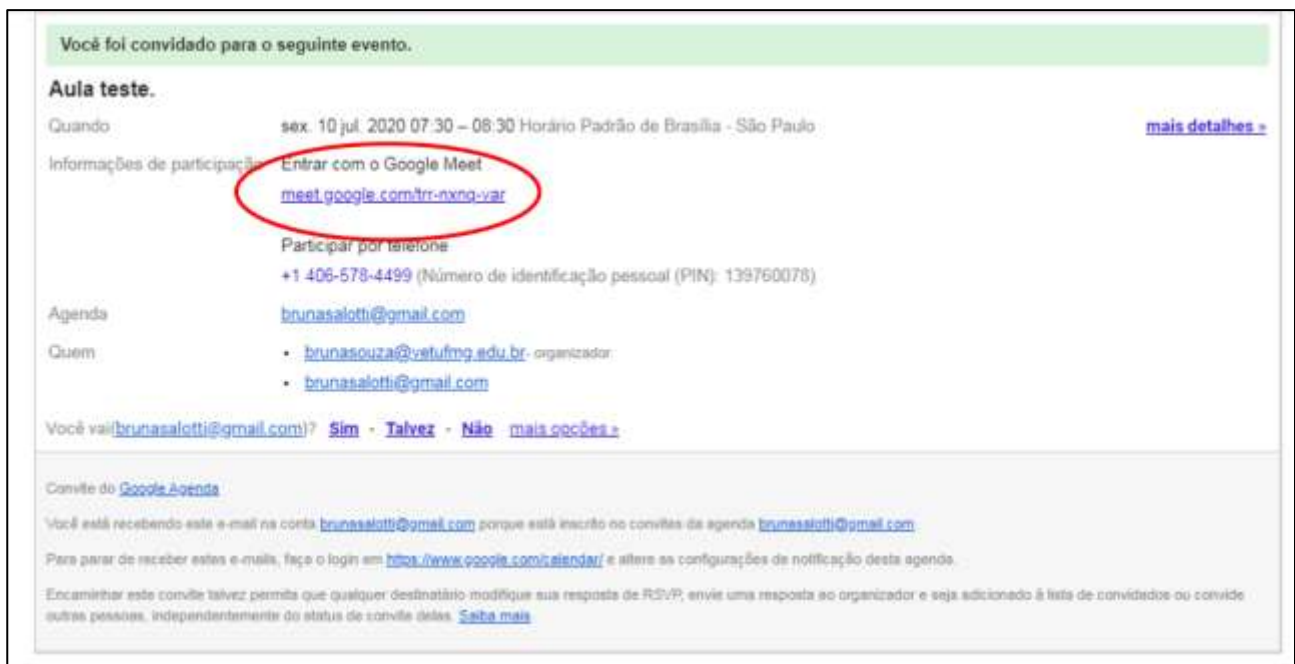 Você foi convidado para o seguinte evento.
Aula teste.
Quando sex. 10 jul. 2020 07:30 – 08:30 Horário Padrão de Brasília - São Paulo mais detalhes »
Informações de participação Entrar com o Google Meet
meet.google.com/trr-nxnq-var
Participar por telefone
+1 406-578-4499 (Número de identificação pessoal (PIN): 139760078)
Agenda brunasalotti@gmail.com
Quem • brunasouza@vetufmg.edu.br - organizador
• brunasalotti@gmail.com
Você vai(brunasalotti@gmail.com)? Sim - Talvez - Não mais opções »
Convite do Google Agenda
Você está recebendo este e-mail na conta brunasalotti@gmail.com porque está inscrito no convites da agenda brunasalotti@gmail.com
Para parar de receber estes e-mails, faça o login em https://www.google.com/calendar/ e altere as configurações de notificação desta agenda.
Encaminhar este convite talvez permita que qualquer destinatário modifique sua resposta de RSVP, envie uma resposta ao organizador e seja adicionado à lista de convidados ou convide
outras pessoas, independentemente do status de convite delas. Saiba mais